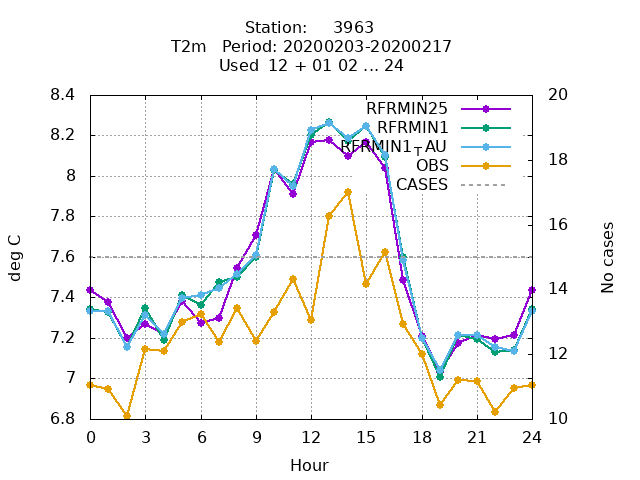 Station:     3963
T2m   Period: 20200203-20200217
Used  12 + 01 02 ... 24
8.4
8.2
8
7.8
7.6
7.4
7.2
7
6.8
20
18
16
14
12
10
0
3
6
9
12
15
18
21
24
deg C
No cases
Hour
RFRMIN25
RFRMIN1
RFRMIN1TAU
OBS
CASES